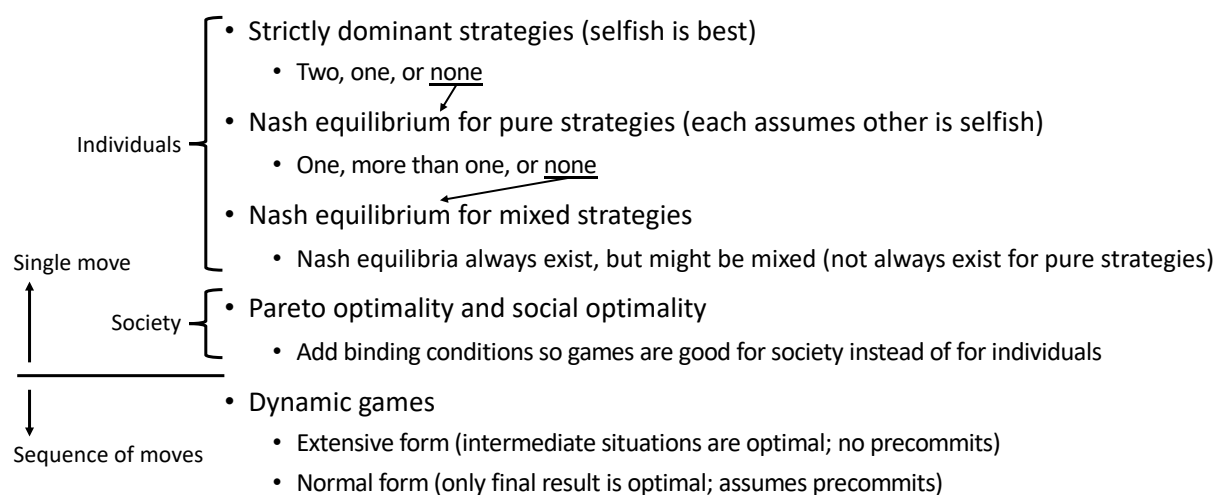 • Strictly dominant strategies (selfish is best)
• Two, one, or none
• Nash equilibrium for pure strategies (each assumes other is selfish)
Individuals
• One, more than one, or none
• Nash equilibrium for mixed strategies
• Nash equilibria always exist, but might be mixed (not always exist for pure strategies)
Single move
• Pareto optimality and social optimality
Society
• Add binding conditions so games are good for society instead of for individuals
• Dynamic games
• Extensive form (intermediate situations are optimal; no precommits)
Sequence of moves
• Normal form (only final result is optimal; assumes precommits)